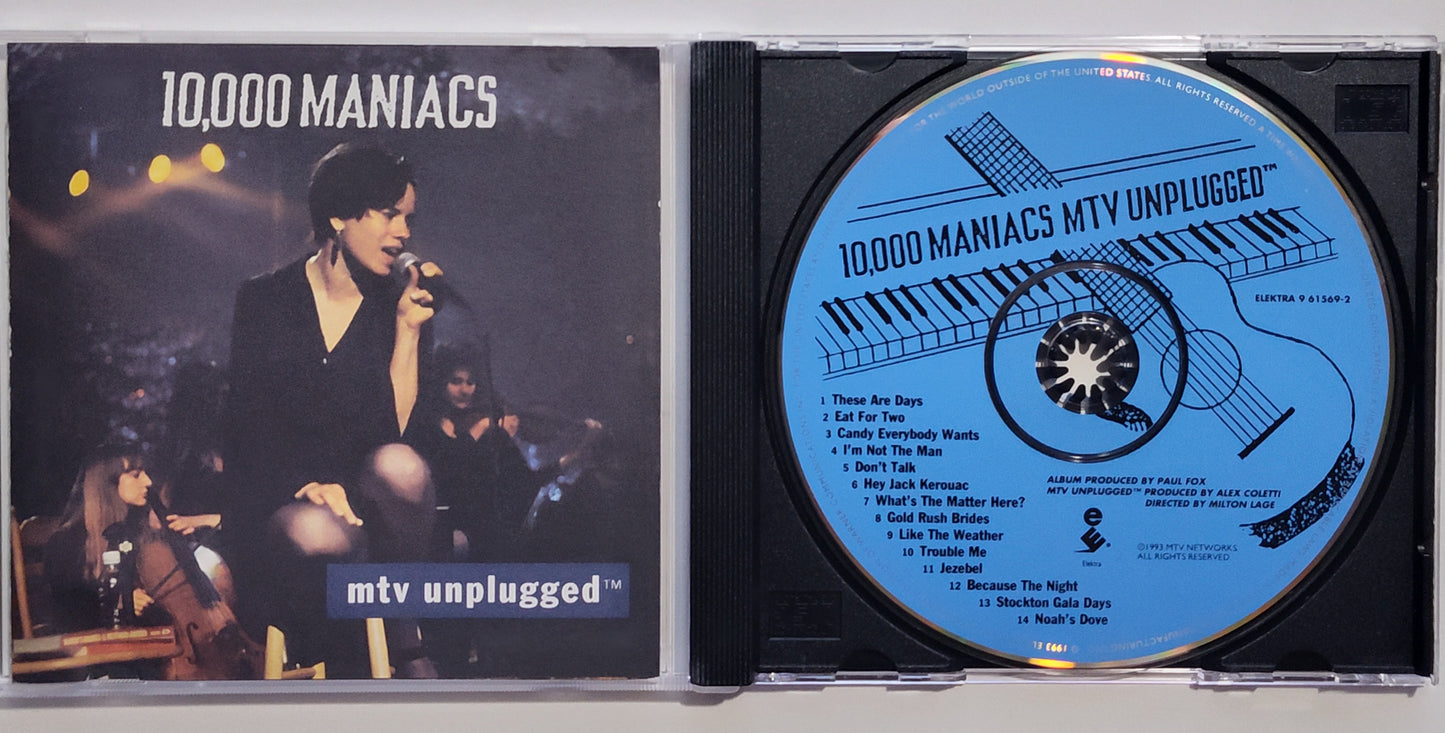 10,000 MANIACS
mtv unplugged™
FOR THE WORLD OUTSIDE OF THE UNITED STATES. ALL RIGHTS RESERVED. A TIME
10,000 MANIACS MTV UNPLUGGED™
ELEKTRA 9 61569-2
1 These Are Days
2 Eat For Two
3 Candy Everybody Wants
4 I'm Not The Man
5 Don't Talk
6 Hey Jack Kerouac
7 What's The Matter Here?
8 Gold Rush Brides
9 Like The Weather
10 Trouble Me
11 Jezebel
12 Because The Night
13 Stockton Gala Days
14 Noah's Dove
ALBUM PRODUCED BY PAUL FOX
MTV UNPLUGGED™ PRODUCED BY ALEX COLETTI
DIRECTED BY MILTON LAGE
Elektra
©1993 MTV NETWORKS
ALL RIGHTS RESERVED
© 1993 EL